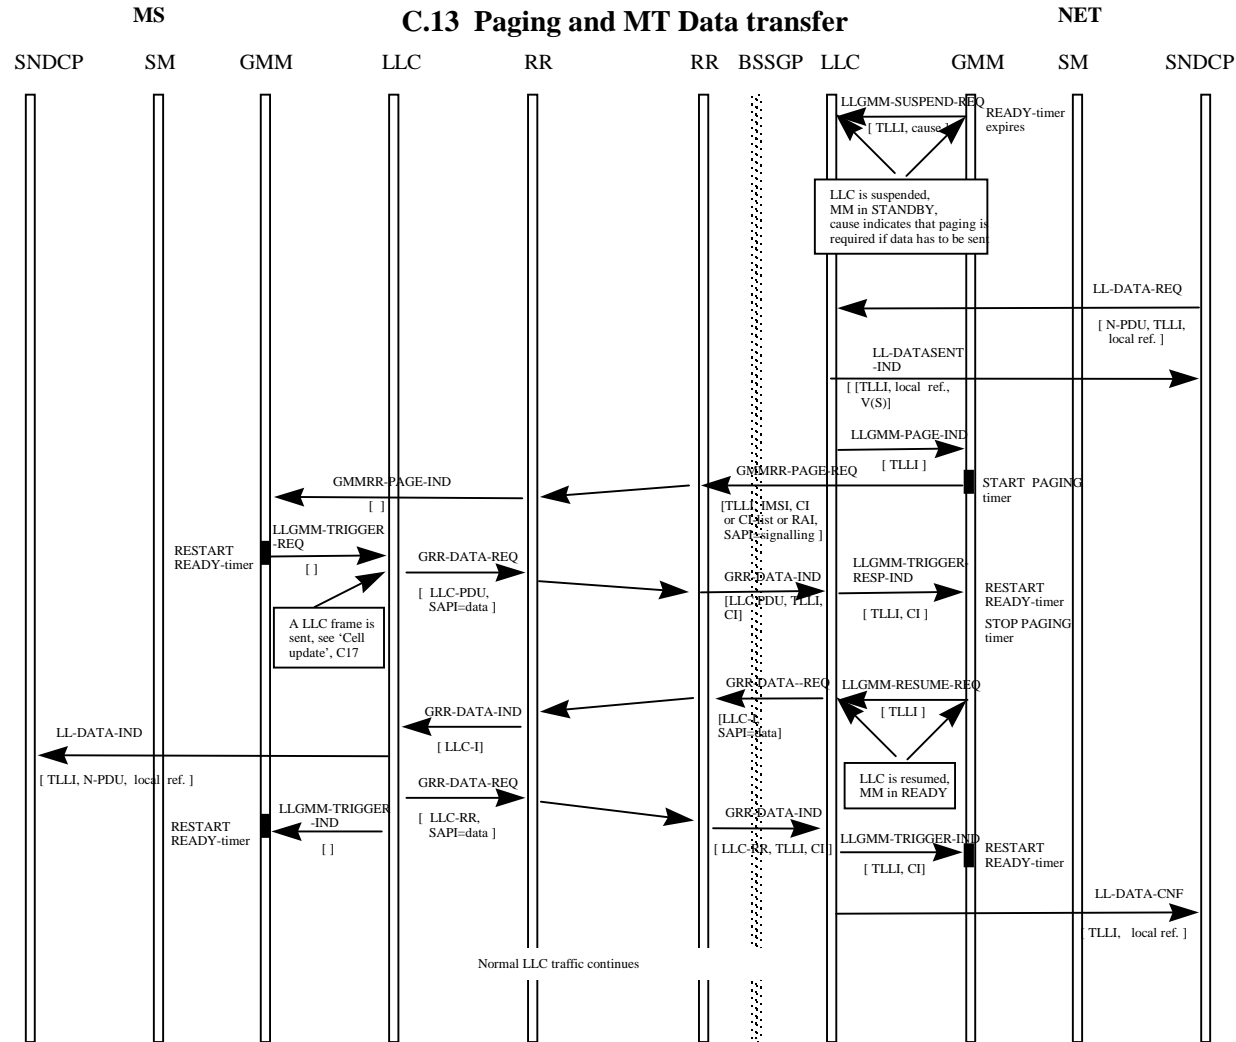 MS
C.13 Paging and MT Data transfer
NET
SNDCP SM GMM LLC RR RR BSSGP LLC GMM SM SNDCP
LLGMM-SUSPEND-REQ
[ TLLI, cause ]
READY-timer
expires
LLC is suspended,
MM in STANDBY,
cause indicates that paging is
required if data has to be sent
LL-DATA-REQ
[ N-PDU, TLLI,
local ref. ]
LL-DATASENT
-IND
[ [TLLI, local ref.,
V(S)]
LLGMM-PAGE-IND
[ TLLI ]
GMMRR-PAGE-REQ
START PAGING
timer
[TLLI, IMSI, CI
or CI-list or RAI,
SAPI=signalling ]
GMMRR-PAGE-IND
[ ]
LLGMM-TRIGGER
-REQ
[ ]
RESTART
READY-timer
GRR-DATA-REQ
[ LLC-PDU,
SAPI=data ]
A LLC frame is
sent, see ‘Cell
update’, C17
GRR-DATA-IND
[LLC-PDU, TLLI,
CI]
LLGMM-TRIGGER-
RESP-IND
[ TLLI, CI ]
RESTART
READY-timer
STOP PAGING
timer
LLGMM-RESUME-REQ
[ TLLI ]
GRR-DATA--REQ
[LLC-I
SAPI=data]
LLC is resumed,
MM in READY
GRR-DATA-IND
[ LLC-I]
LL-DATA-IND
[ TLLI, N-PDU, local ref. ]
GRR-DATA-REQ
[ LLC-RR,
SAPI=data ]
LLGMM-TRIGGER
-IND
[ ]
RESTART
READY-timer
GRR-DATA-IND
[ LLC-RR, TLLI, CI ]
LLGMM-TRIGGER-IND
[ TLLI, CI]
RESTART
READY-timer
LL-DATA-CNF
[ TLLI, local ref. ]
Normal LLC traffic continues